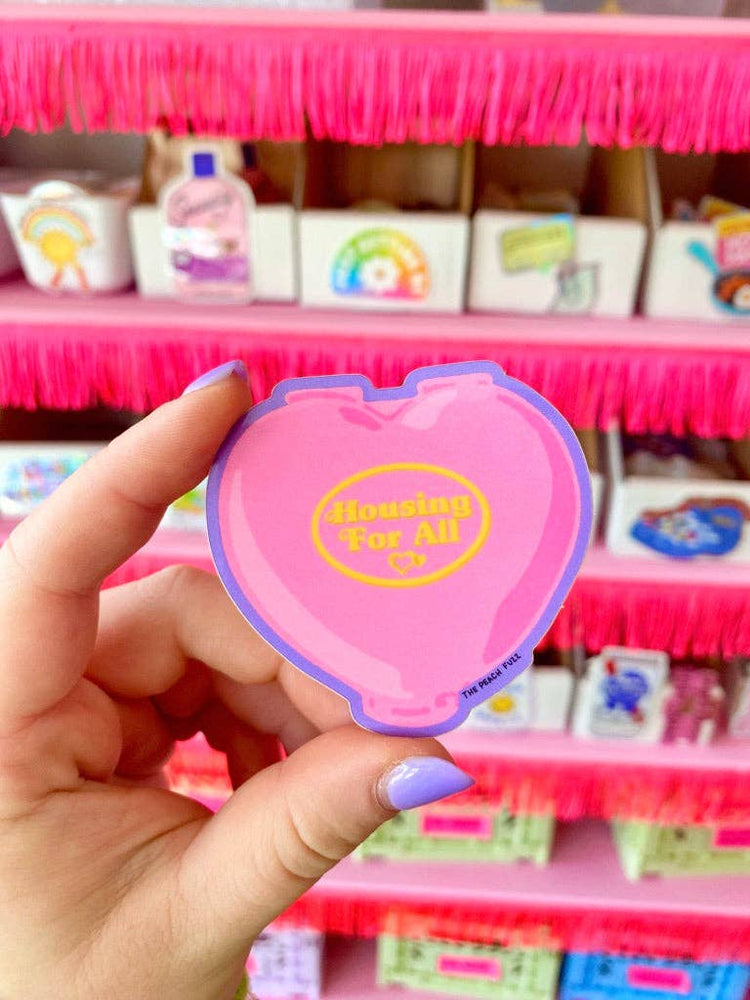 Housing
For All
THE PEACH FUZZ